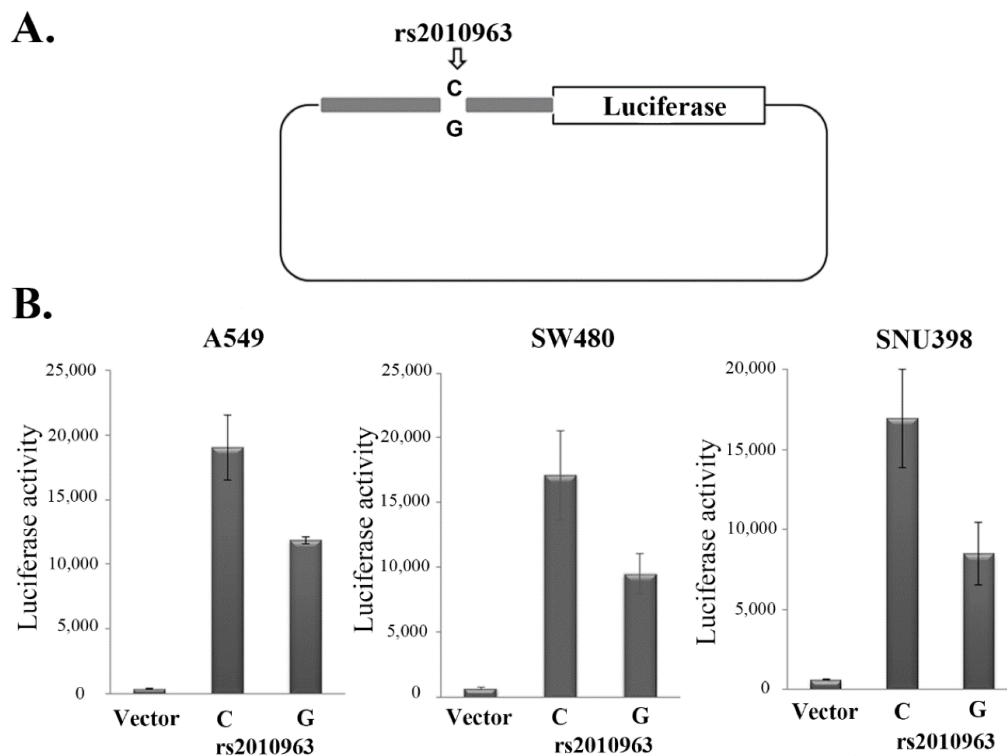 A.
rs2010963
C
G
Luciferase
B.
A549
Luciferase activity
25,000
20,000
15,000
10,000
5,000
0
Vector C G
rs2010963
SW480
Luciferase activity
25,000
20,000
15,000
10,000
5,000
0
Vector C G
rs2010963
SNU398
Luciferase activity
20,000
15,000
10,000
5,000
0
Vector C G
rs2010963